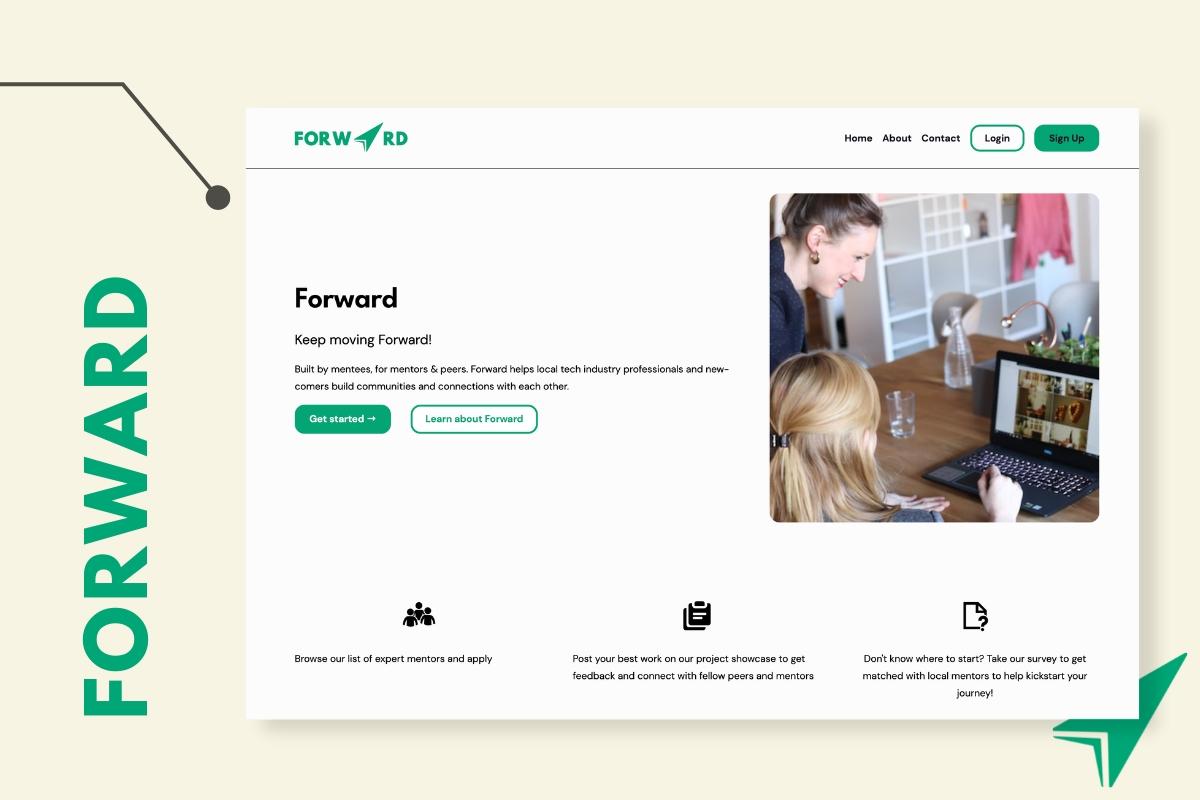 FORWARD
FORW RD
Home About Contact Login Sign Up
Forward
Keep moving Forward!
Built by mentees, for mentors & peers. Forward helps local tech industry professionals and new-
comers build communities and connections with each other.
Get started → Learn about Forward
Browse our list of expert mentors and apply
Post your best work on our project showcase to get
feedback and connect with fellow peers and mentors
Don't know where to start? Take our survey to get
matched with local mentors to help kickstart your
journey!